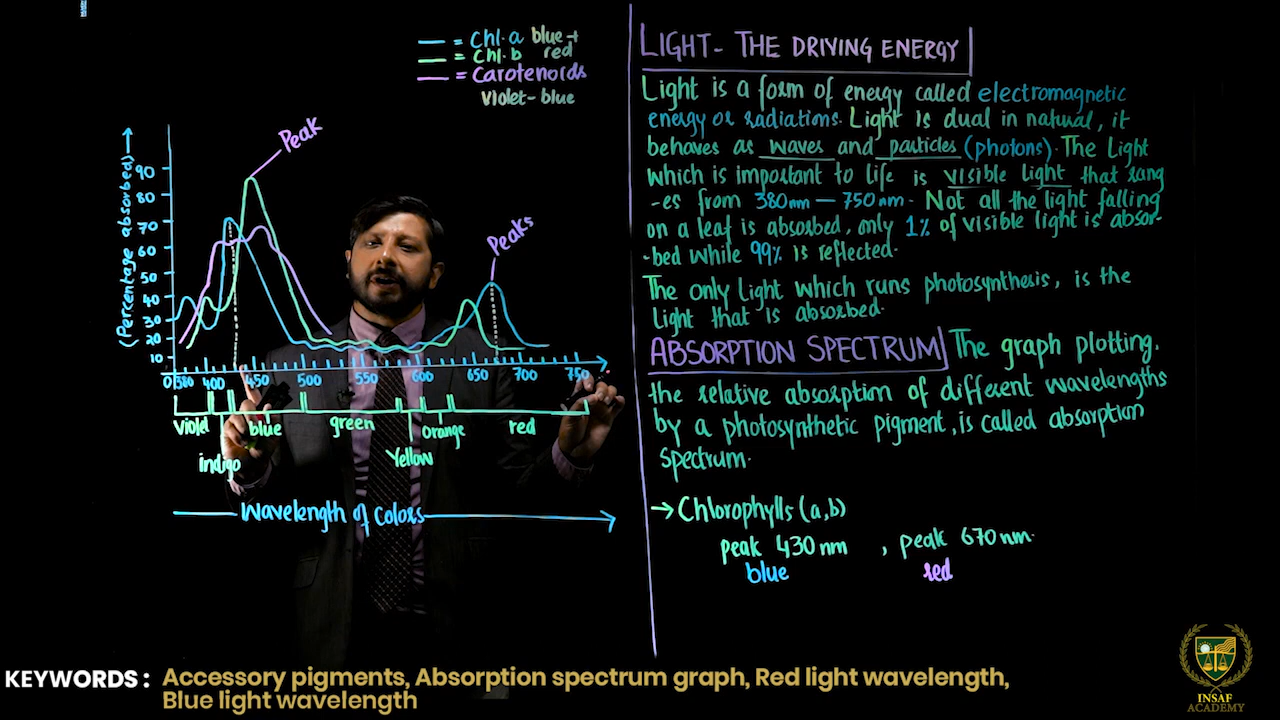 = Chl.a blue +
= Chl.b red
= Carotenoids
Violet-blue
Peak
Peaks
(Percentage absorbed)
90
80
70
60
50
40
30
20
10
0 380 400 450 500 550 600 650 700 750
Violet indigo blue green Yellow orange red
Wavelength of Colors
LIGHT- THE DRIVING ENERGY
Light is a form of energy called electromagnetic
energy or radiations. Light is dual in natural, it
behaves as waves and particles (photons). The Light
which is important to life is visible light that rang
-es from 380nm — 750nm. Not all the light falling
on a leaf is absorbed, only 1% of visible light is absor-
-bed while 99% is reflected.
The only Light which runs photosynthesis, is the
Light that is absorbed.
ABSORPTION SPECTRUM The graph plotting,
the relative absorption of different wavelengths
by a photosynthetic pigment, is called absorption
spectrum.
→ Chlorophylls (a,b)
peak 430nm , peak 670nm.
blue red
KEYWORDS : Accessory pigments, Absorption spectrum graph, Red light wavelength,
Blue light wavelength
INSAF
ACADEMY